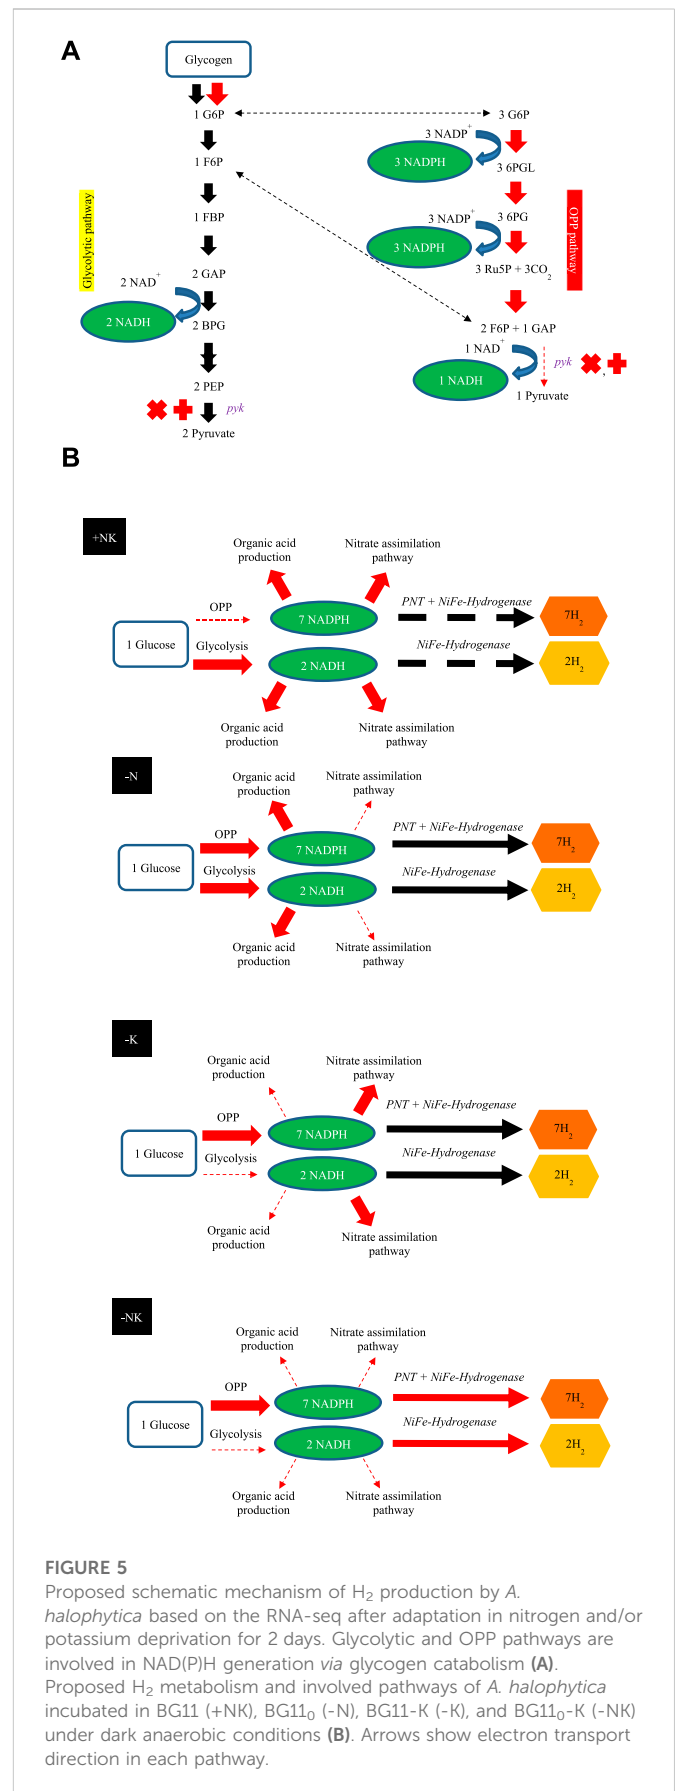 A
Glycogen
1 G6P
3 G6P
3 NADP+
3 NADPH
3 6PGL
1 F6P
3 NADP+
3 6PG
3 NADPH
1 FBP
Glycolytic pathway
OPP pathway
3 Ru5P + 3CO2
2 GAP
2 NAD+
2 NADH
2 BPG
2 F6P + 1 GAP
1 NAD+
pyk
,
1 NADH
2 PEP
1 Pyruvate
pyk
2 Pyruvate
B
+NK
Organic acid
production
Nitrate assimilation
pathway
OPP
7 NADPH
PNT + NiFe-Hydrogenase
7H2
1 Glucose
Glycolysis
2 NADH
NiFe-Hydrogenase
2H2
Organic acid
production
Nitrate assimilation
pathway
-N
Organic acid
production
Nitrate assimilation
pathway
OPP
7 NADPH
PNT + NiFe-Hydrogenase
7H2
1 Glucose
Glycolysis
2 NADH
NiFe-Hydrogenase
2H2
Organic acid
production
Nitrate assimilation
pathway
-K
Organic acid
production
Nitrate assimilation
pathway
OPP
7 NADPH
PNT + NiFe-Hydrogenase
7H2
1 Glucose
Glycolysis
2 NADH
NiFe-Hydrogenase
2H2
Organic acid
production
Nitrate assimilation
pathway
-NK
Organic acid
production
Nitrate assimilation
pathway
OPP
7 NADPH
PNT + NiFe-Hydrogenase
7H2
1 Glucose
Glycolysis
2 NADH
NiFe-Hydrogenase
2H2
Organic acid
production
Nitrate assimilation
pathway
FIGURE 5
Proposed schematic mechanism of H2 production by A.
halophytica based on the RNA-seq after adaptation in nitrogen and/or
potassium deprivation for 2 days. Glycolytic and OPP pathways are
involved in NAD(P)H generation via glycogen catabolism (A).
Proposed H2 metabolism and involved pathways of A. halophytica
incubated in BG11 (+NK), BG110 (-N), BG11-K (-K), and BG110-K (-NK)
under dark anaerobic conditions (B). Arrows show electron transport
direction in each pathway.